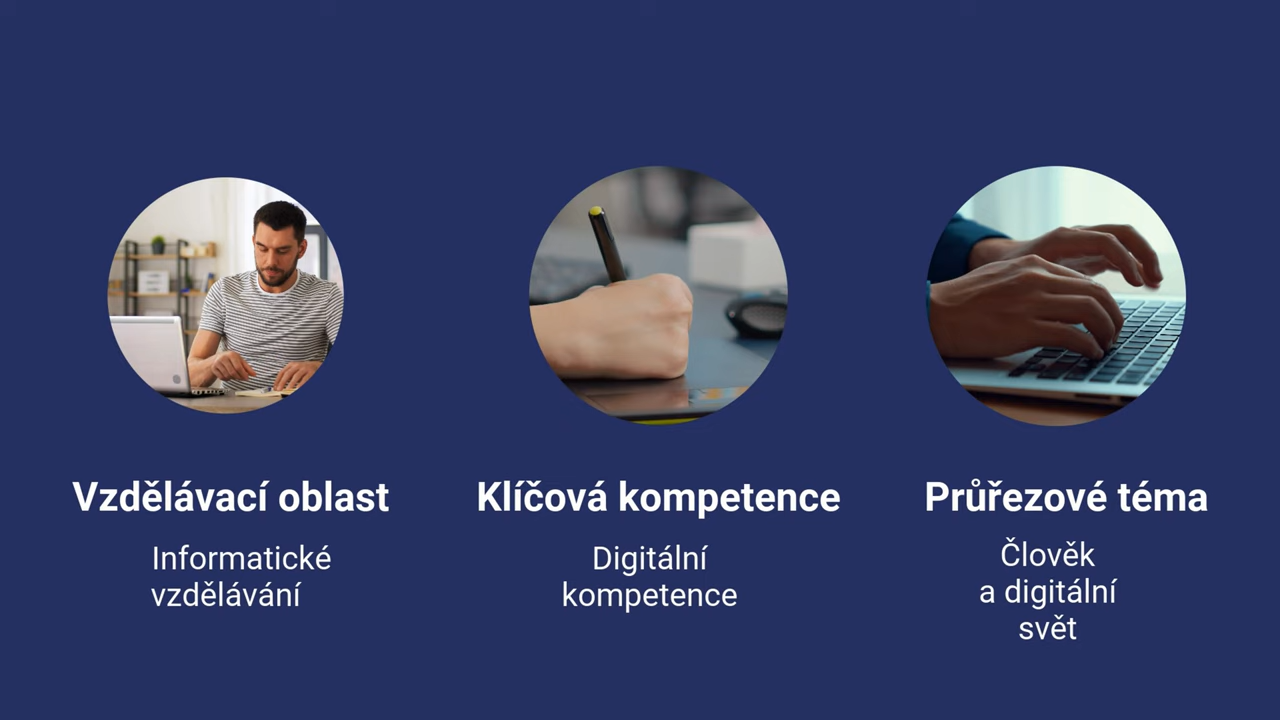 Vzdělávací oblast
Informatické
vzdělávání
Klíčová kompetence
Digitální
kompetence
Průřezové téma
Člověk
a digitální
svět